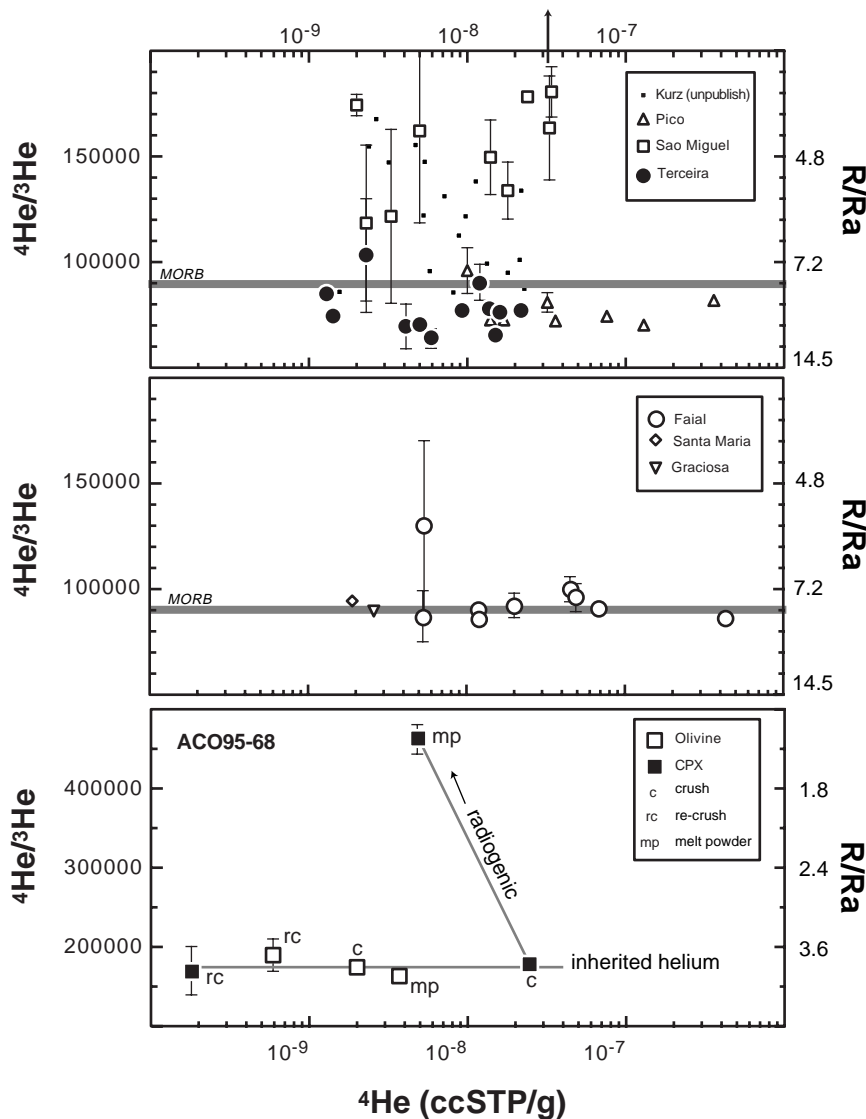 10⁻⁹ 10⁻⁸ 10⁻⁷
⁴He/³He
150000
100000
MORB
Kurz (unpublish)
Pico
Sao Miguel
Terceira
4.8
7.2
14.5
R/Ra
⁴He/³He
150000
100000
MORB
Faial
Santa Maria
Graciosa
4.8
7.2
14.5
R/Ra
ACO95-68
⁴He/³He
400000
300000
200000
mp
radiogenic
rc
rc
c
mp
c
inherited helium
Olivine
CPX
c crush
rc re-crush
mp melt powder
1.8
2.4
3.6
R/Ra
10⁻⁹ 10⁻⁸ 10⁻⁷
⁴He (ccSTP/g)